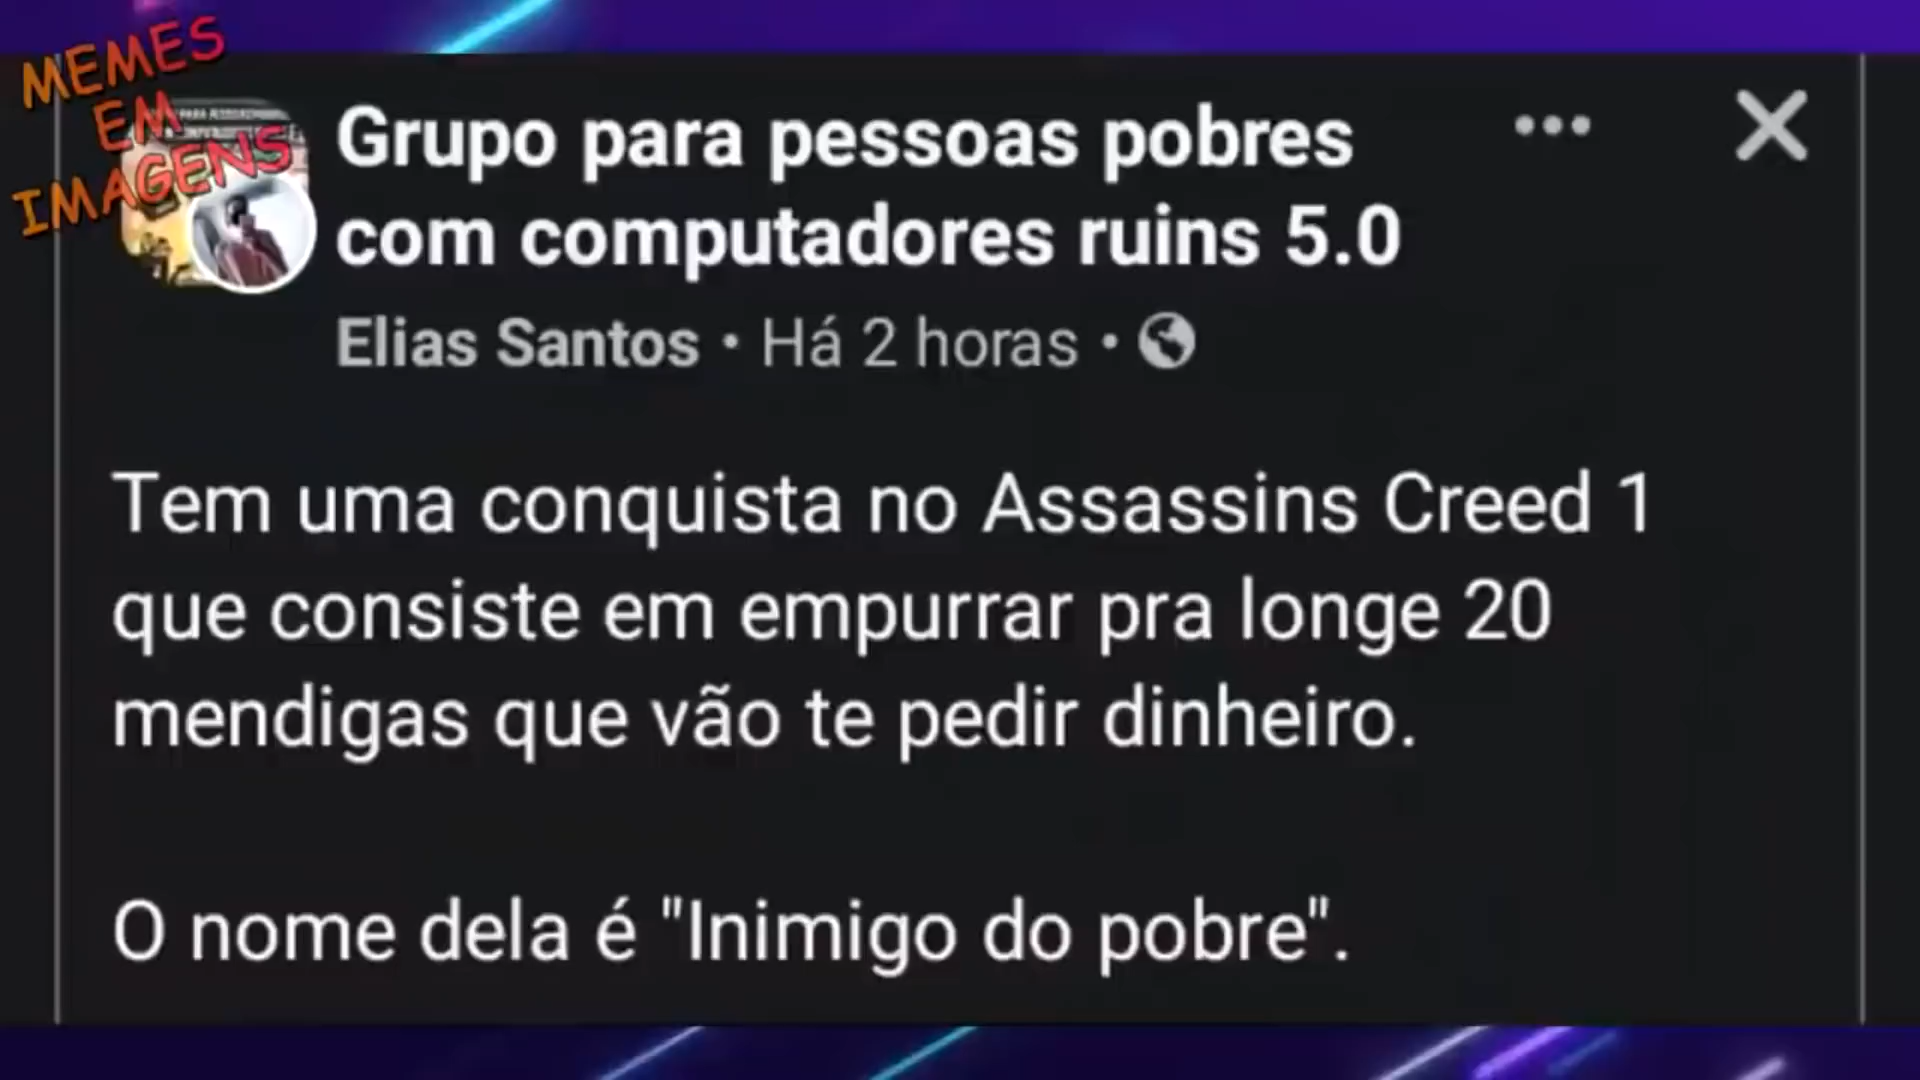 MEMES
EM
IMAGENS
Grupo para pessoas pobres
com computadores ruins 5.0
Elias Santos • Há 2 horas •
Tem uma conquista no Assassins Creed 1
que consiste em empurrar pra longe 20
mendigas que vão te pedir dinheiro.
O nome dela é "Inimigo do pobre".